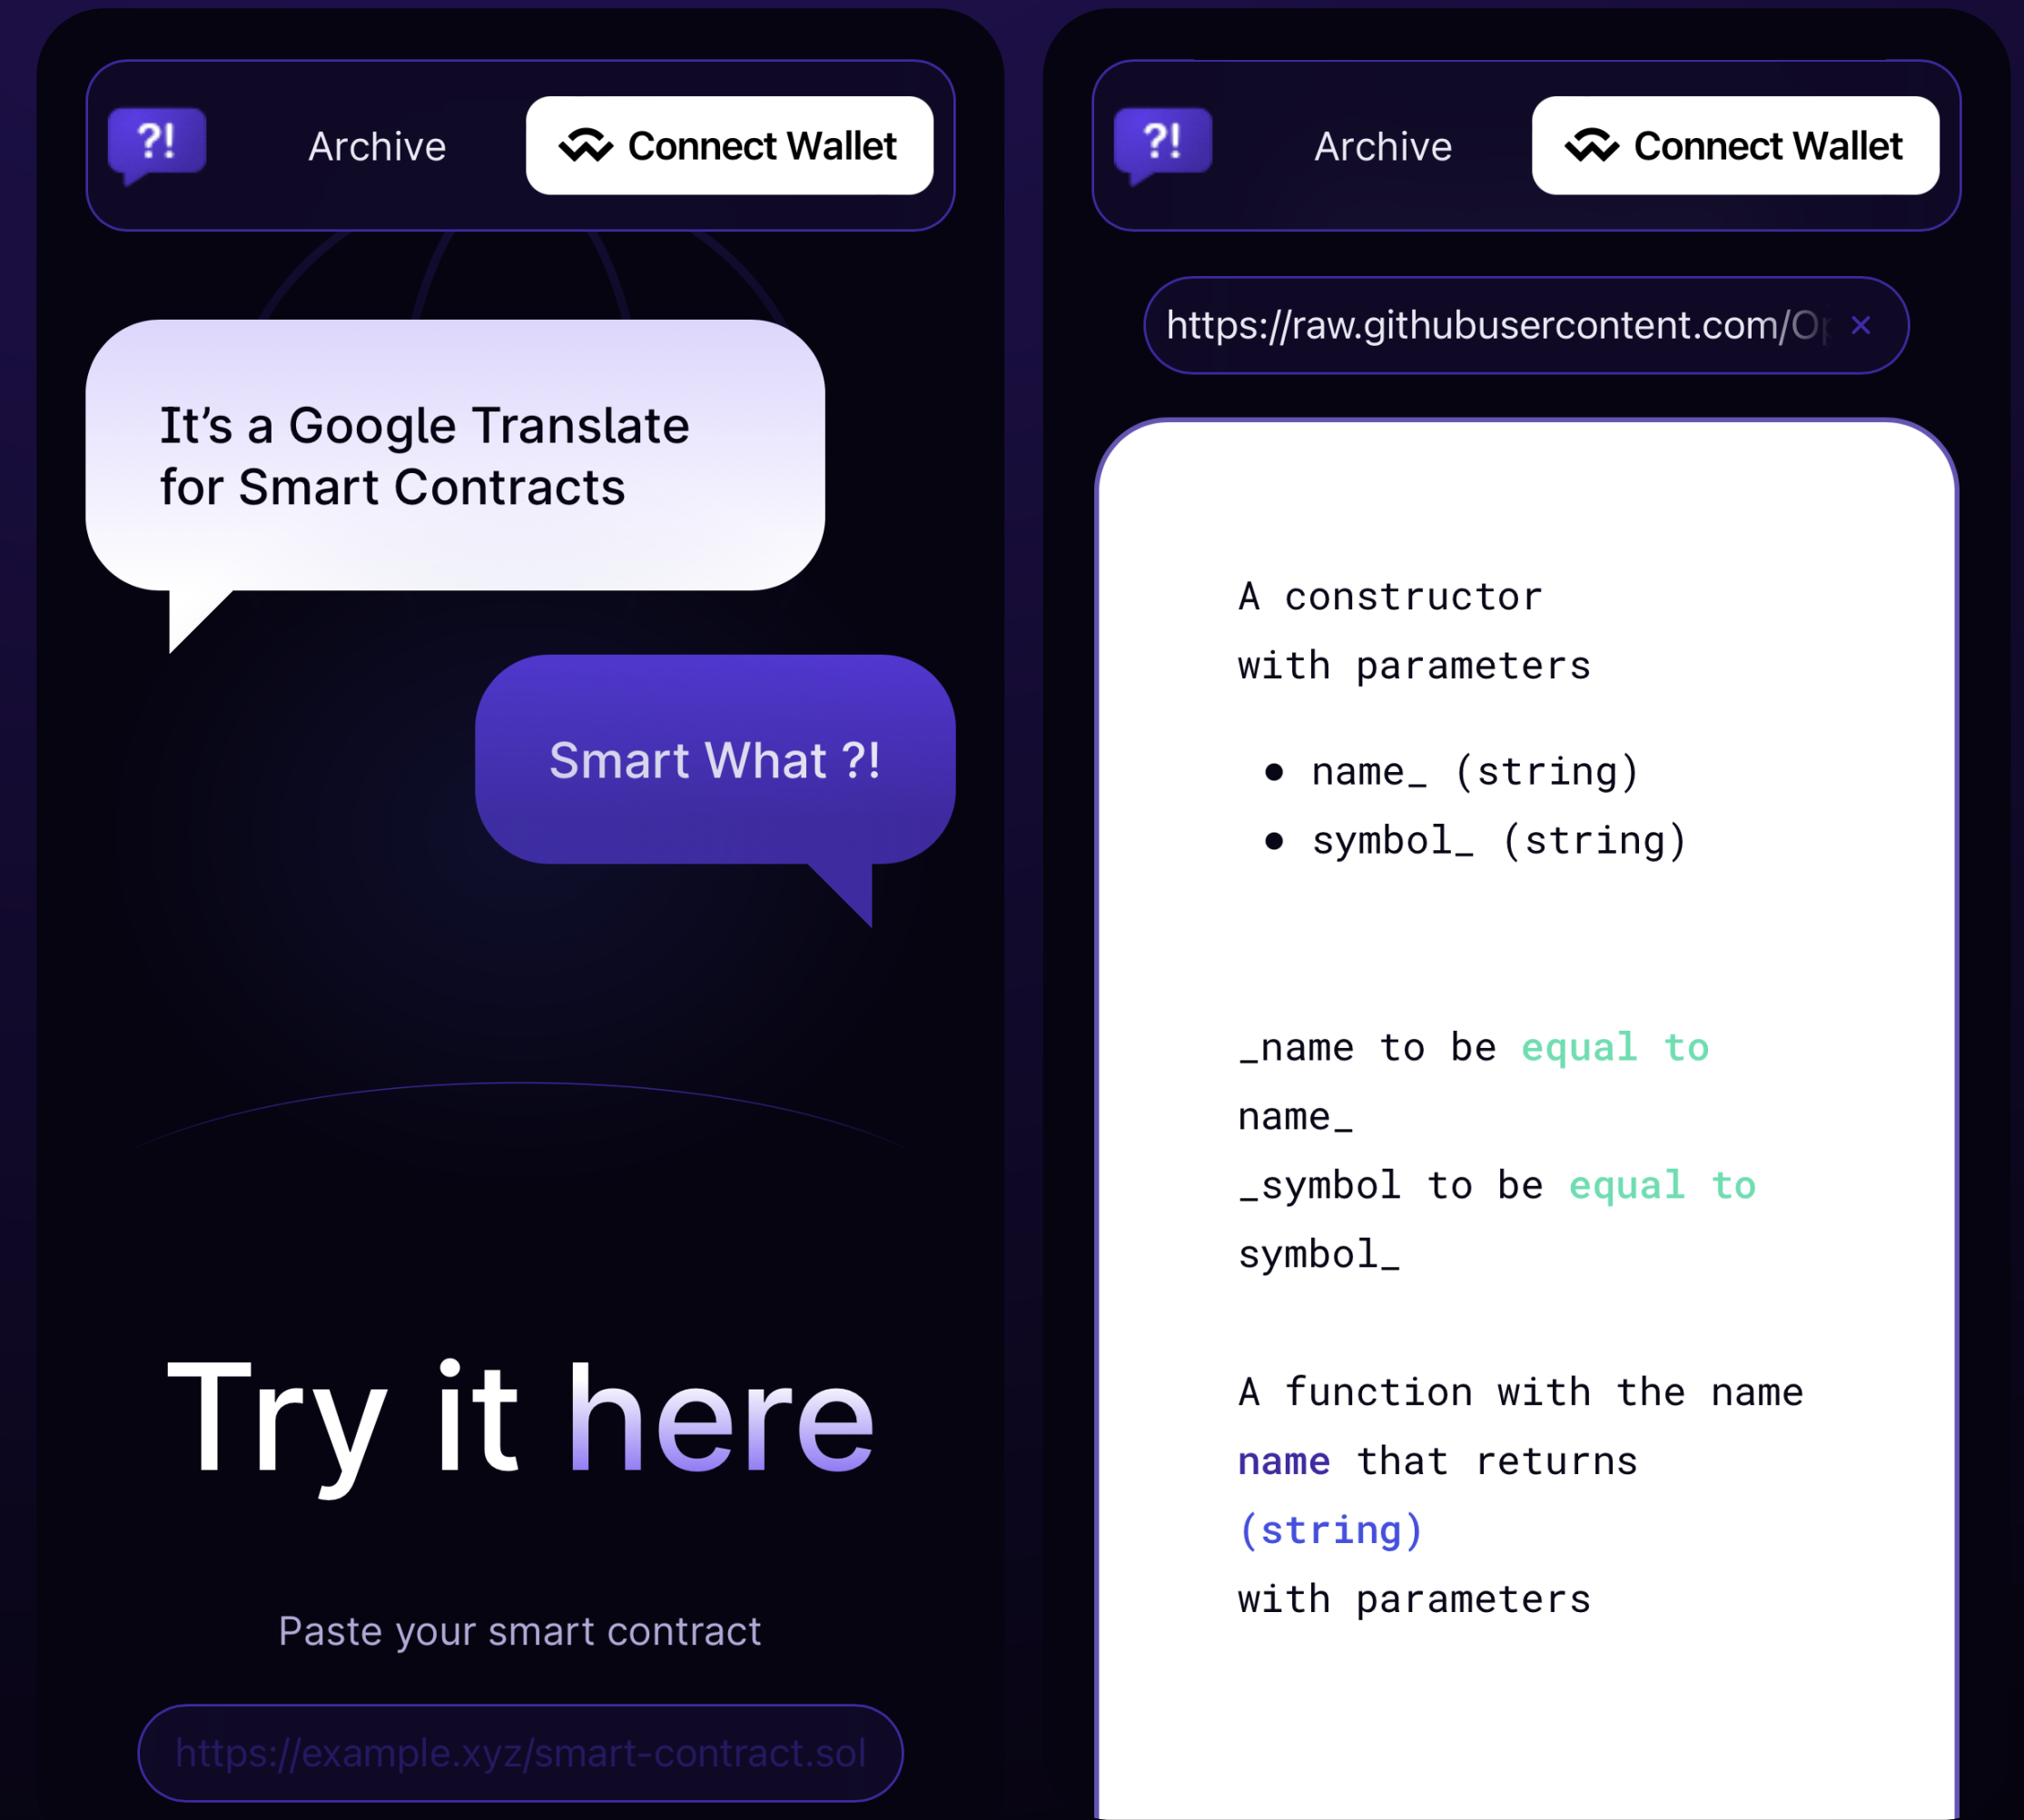 ?!
Archive
Connect Wallet
It's a Google Translate
for Smart Contracts
Smart What ?!
Try it here
Paste your smart contract
https://example.xyz/smart-contract.sol
?!
Archive
Connect Wallet
https://raw.githubusercontent.com/Op
A constructor
with parameters
● name_ (string)
● symbol_ (string)
_name to be equal to
name_
_symbol to be equal to
symbol_
A function with the name
name that returns
(string)
with parameters